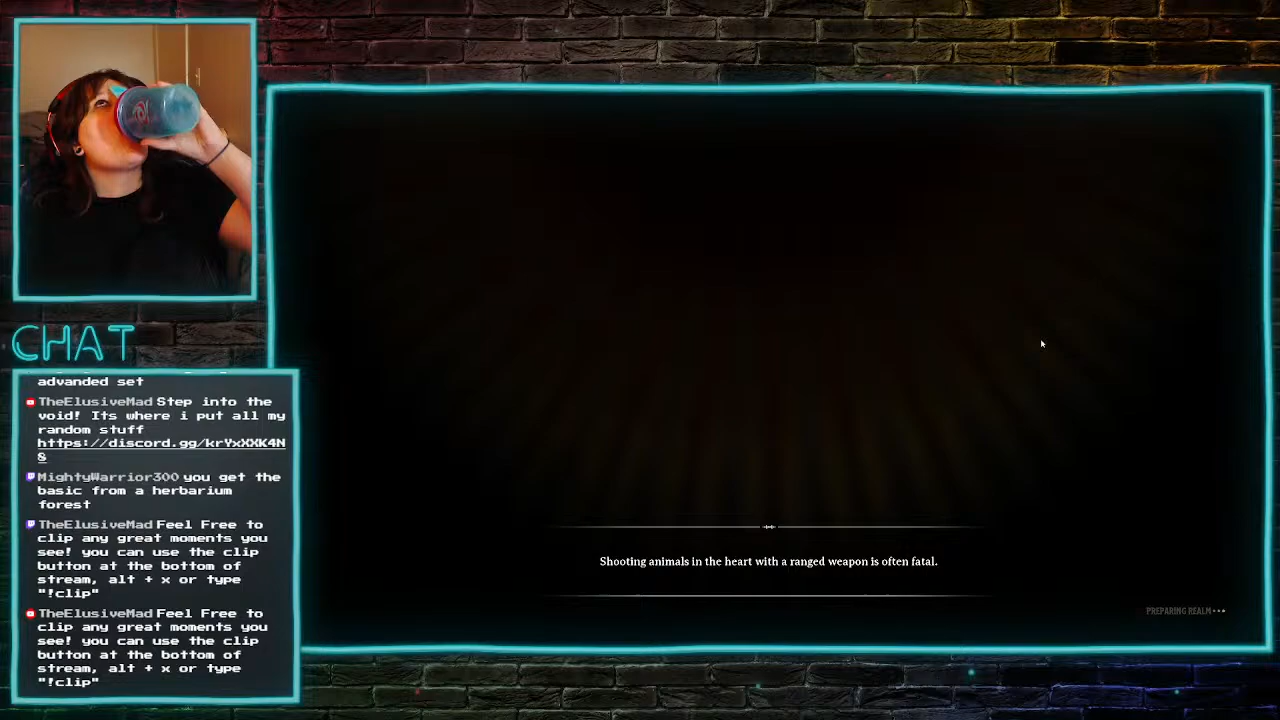 CHAT
advanded set
TheElusiveMad Step into the
void! Its where i put all my
random stuff
https://discord.gg/krYxXXK4N
8
MightyWarrior300 you get the
basic from a herbarium
forest
TheElusiveMad Feel Free to
clip any great moments you
see! you can use the clip
button at the bottom of
stream, alt + x or type
"!clip"
TheElusiveMad Feel Free to
clip any great moments you
see! you can use the clip
button at the bottom of
stream, alt + x or type
"!clip"
Shooting animals in the heart with a ranged weapon is often fatal.
PREPARING REALM...